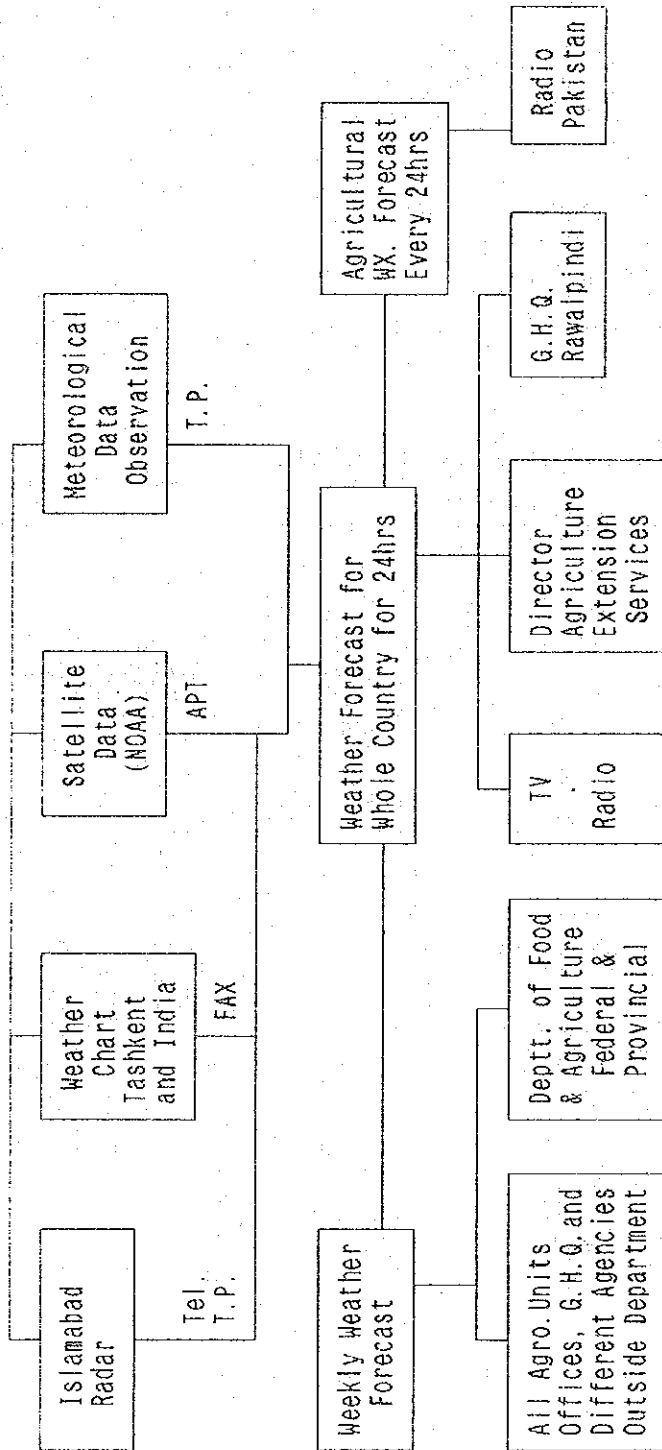 Islamabad
Radar
Tel.
T.P.
Weather
Chart
Tashkent
and India
FAX
Satellite
Data
(NOAA)
APT
Meteorological
Data
Observation
T.P.
Weekly Weather
Forecast
Weather Forecast for
Whole Country for 24hrs
Agricultural
WX. Forecast
Every 24hrs
All Agro.Units
Offices, G.H.Q.and
Different Agencies
Outside Department
Deptt. of Food
& Agriculture
Federal &
Provincial
TV
·
Radio
Director
Agriculture
Extension
Services
G.H.Q.
Rawalpindi
Radio
Pakistan